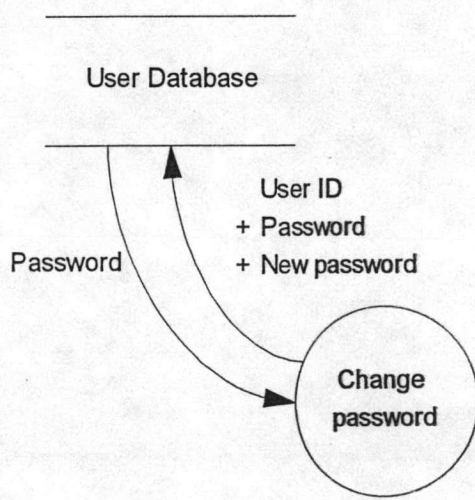 User Database
User ID
+ Password
+ New password
Password
Change
password